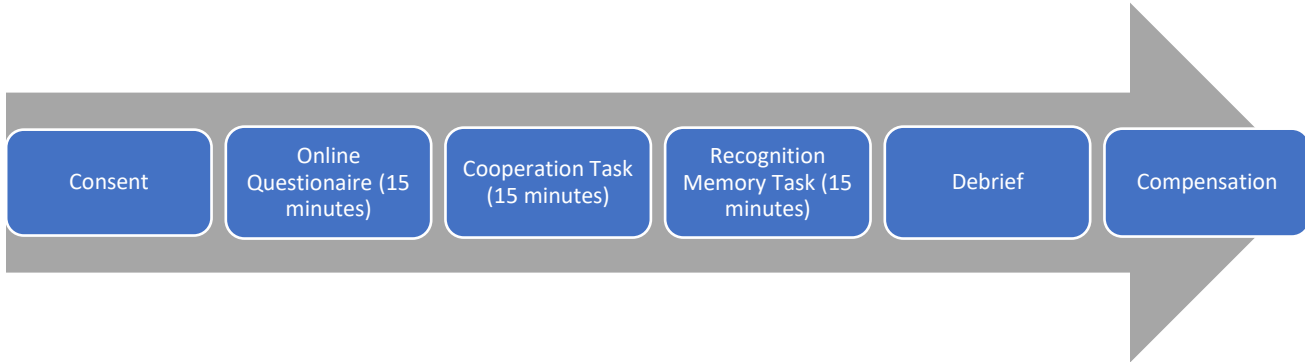 Consent
Online
Questionaire (15
minutes)
Cooperation Task
(15 minutes)
Recognition
Memory Task (15
minutes)
Debrief
Compensation